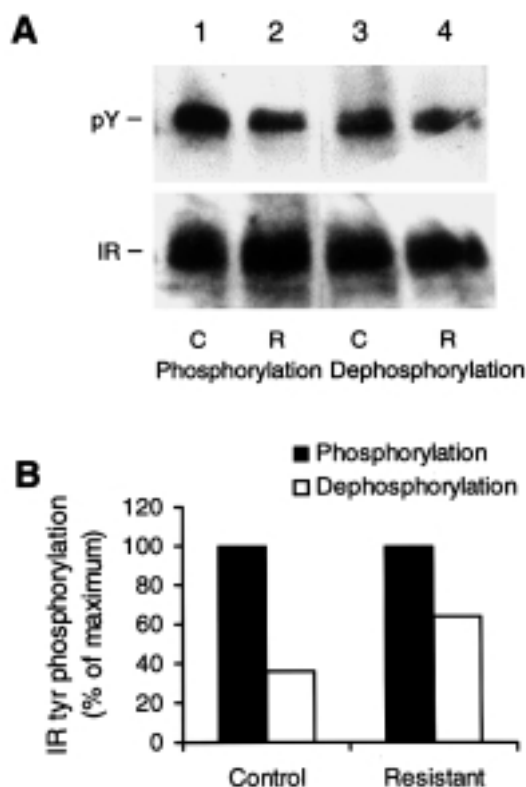 A
1 2 3 4
pY –
IR –
C R C R
Phosphorylation Dephosphorylation
B
Phosphorylation
Dephosphorylation
IR tyr phosphorylation
(% of maximum)
120
100
80
60
40
20
0
Control Resistant